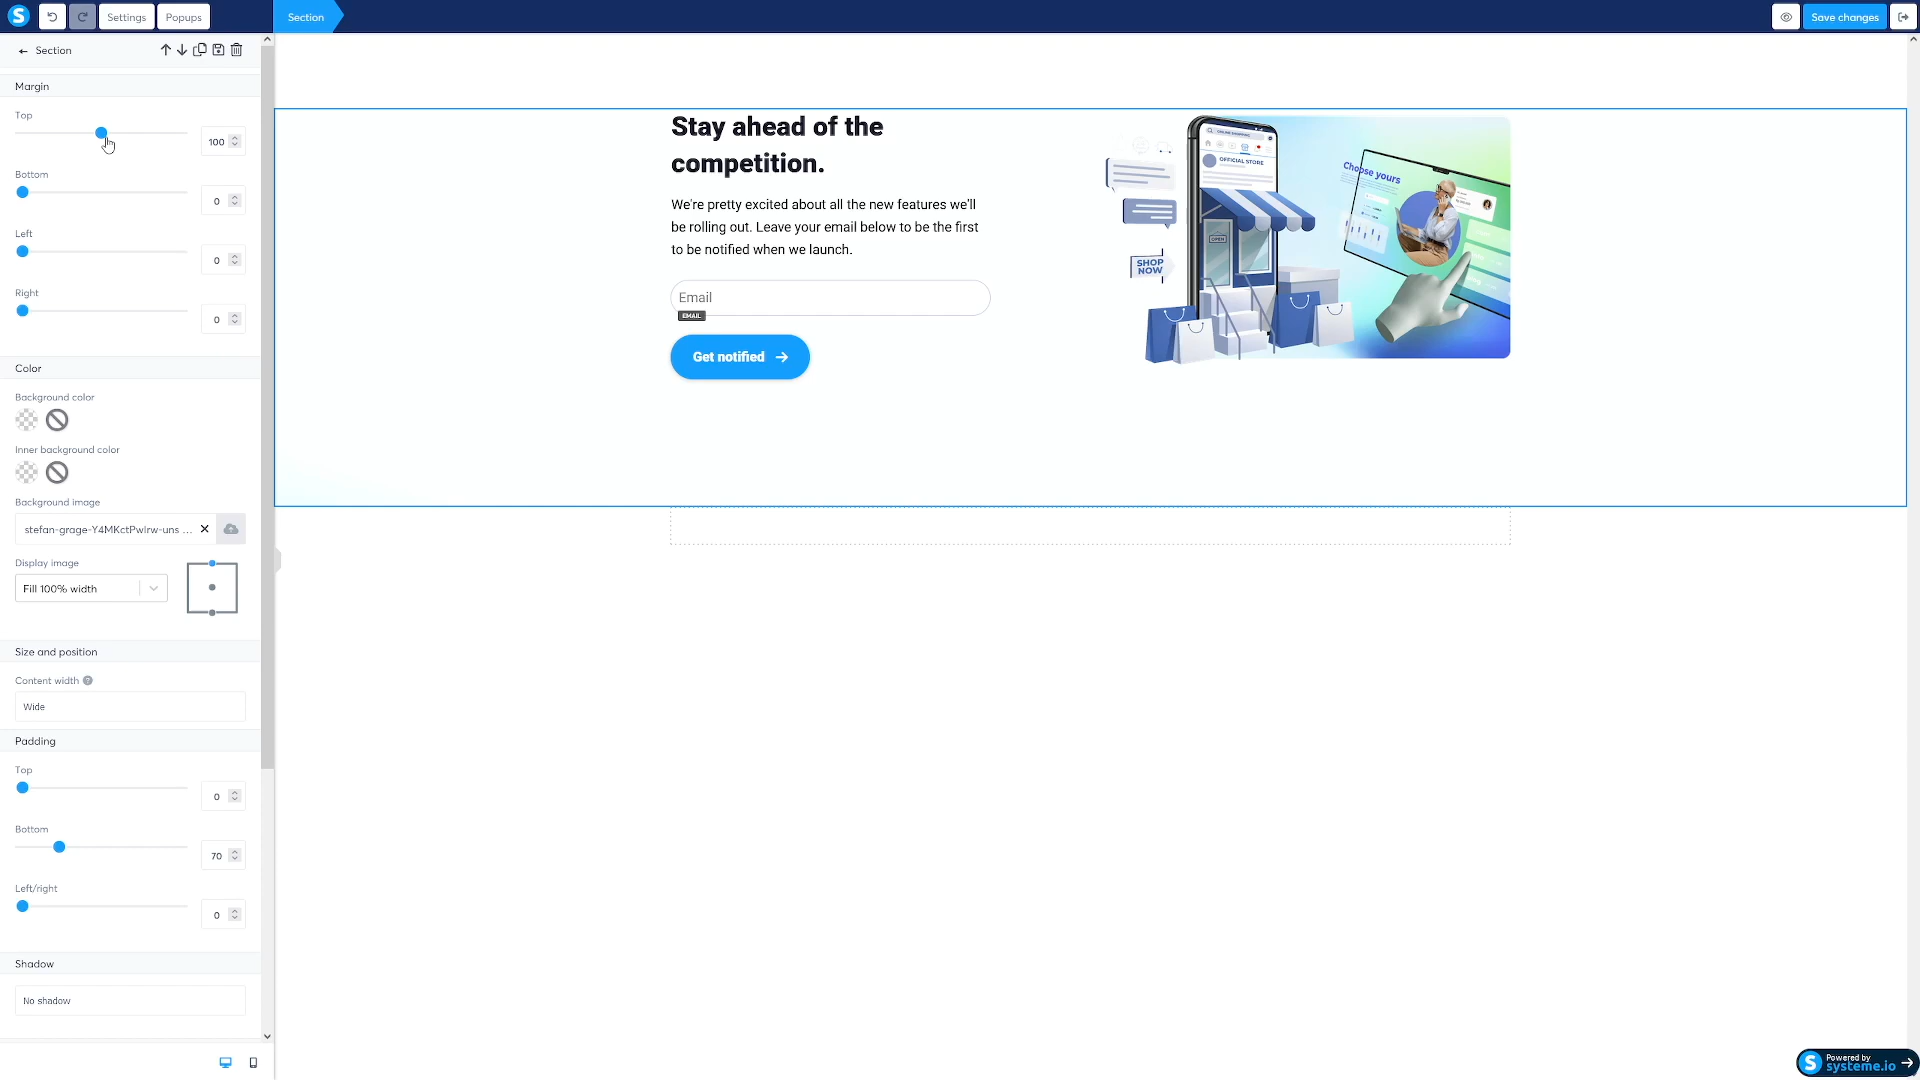 S Settings Popups Section Save changes
Section
Margin
Top
100
Bottom
0
Left
0
Right
0
Color
Background color
Inner background color
Background image
stefan-grage-Y4MKctPwlrw-uns ...
Display image
Fill 100% width
Size and position
Content width ?
Wide
Padding
Top
0
Bottom
70
Left/right
0
Shadow
No shadow
Stay ahead of the
competition.
We're pretty excited about all the new features we'll
be rolling out. Leave your email below to be the first
to be notified when we launch.
Email
EMAIL
Get notified
ONLINE SHOPPING
OFFICIAL STORE
OPEN
SHOP
NOW
Choose yours
Powered by
systeme.io